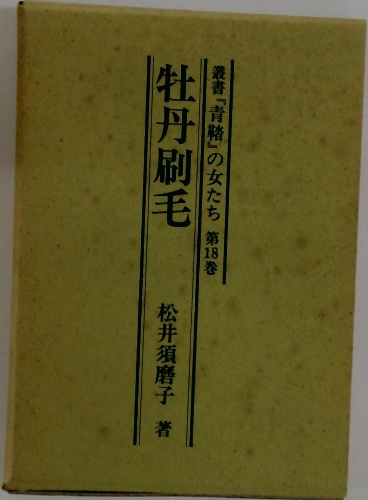 叢書『青鞜』の女たち 第18巻
牡丹刷毛
松井須磨子 著